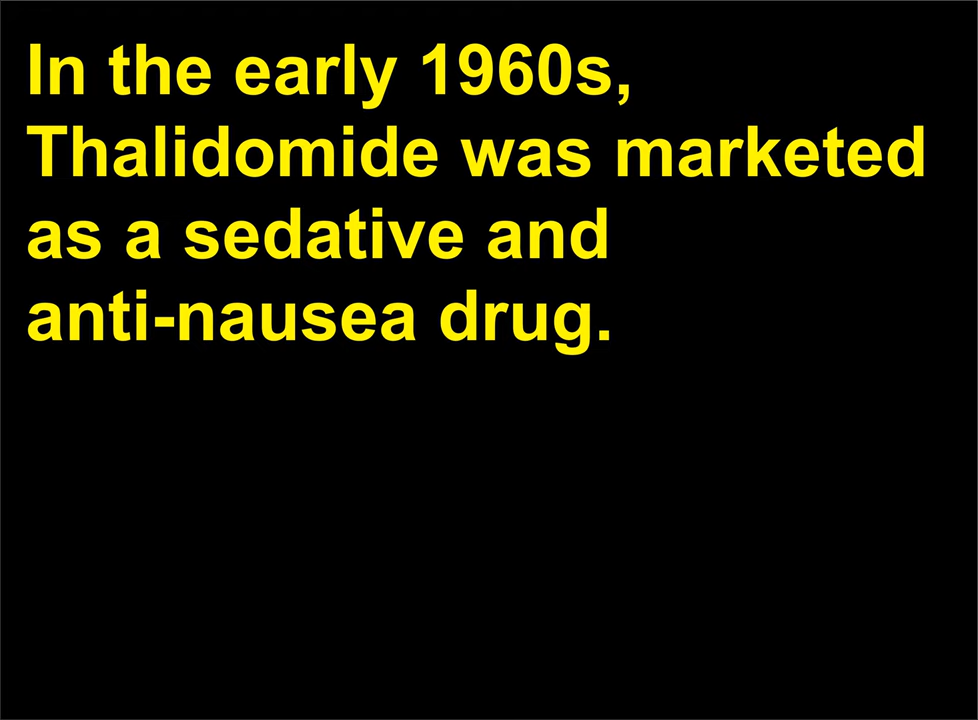 In the early 1960s,
Thalidomide was marketed
as a sedative and
anti-nausea drug.